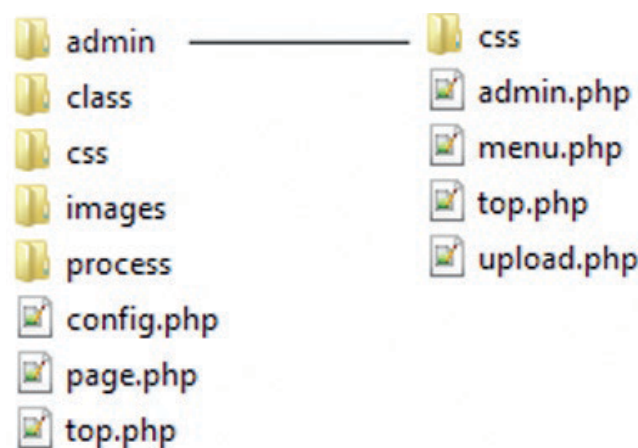 admin
class
css
images
process
config.php
page.php
top.php
css
admin.php
menu.php
top.php
upload.php